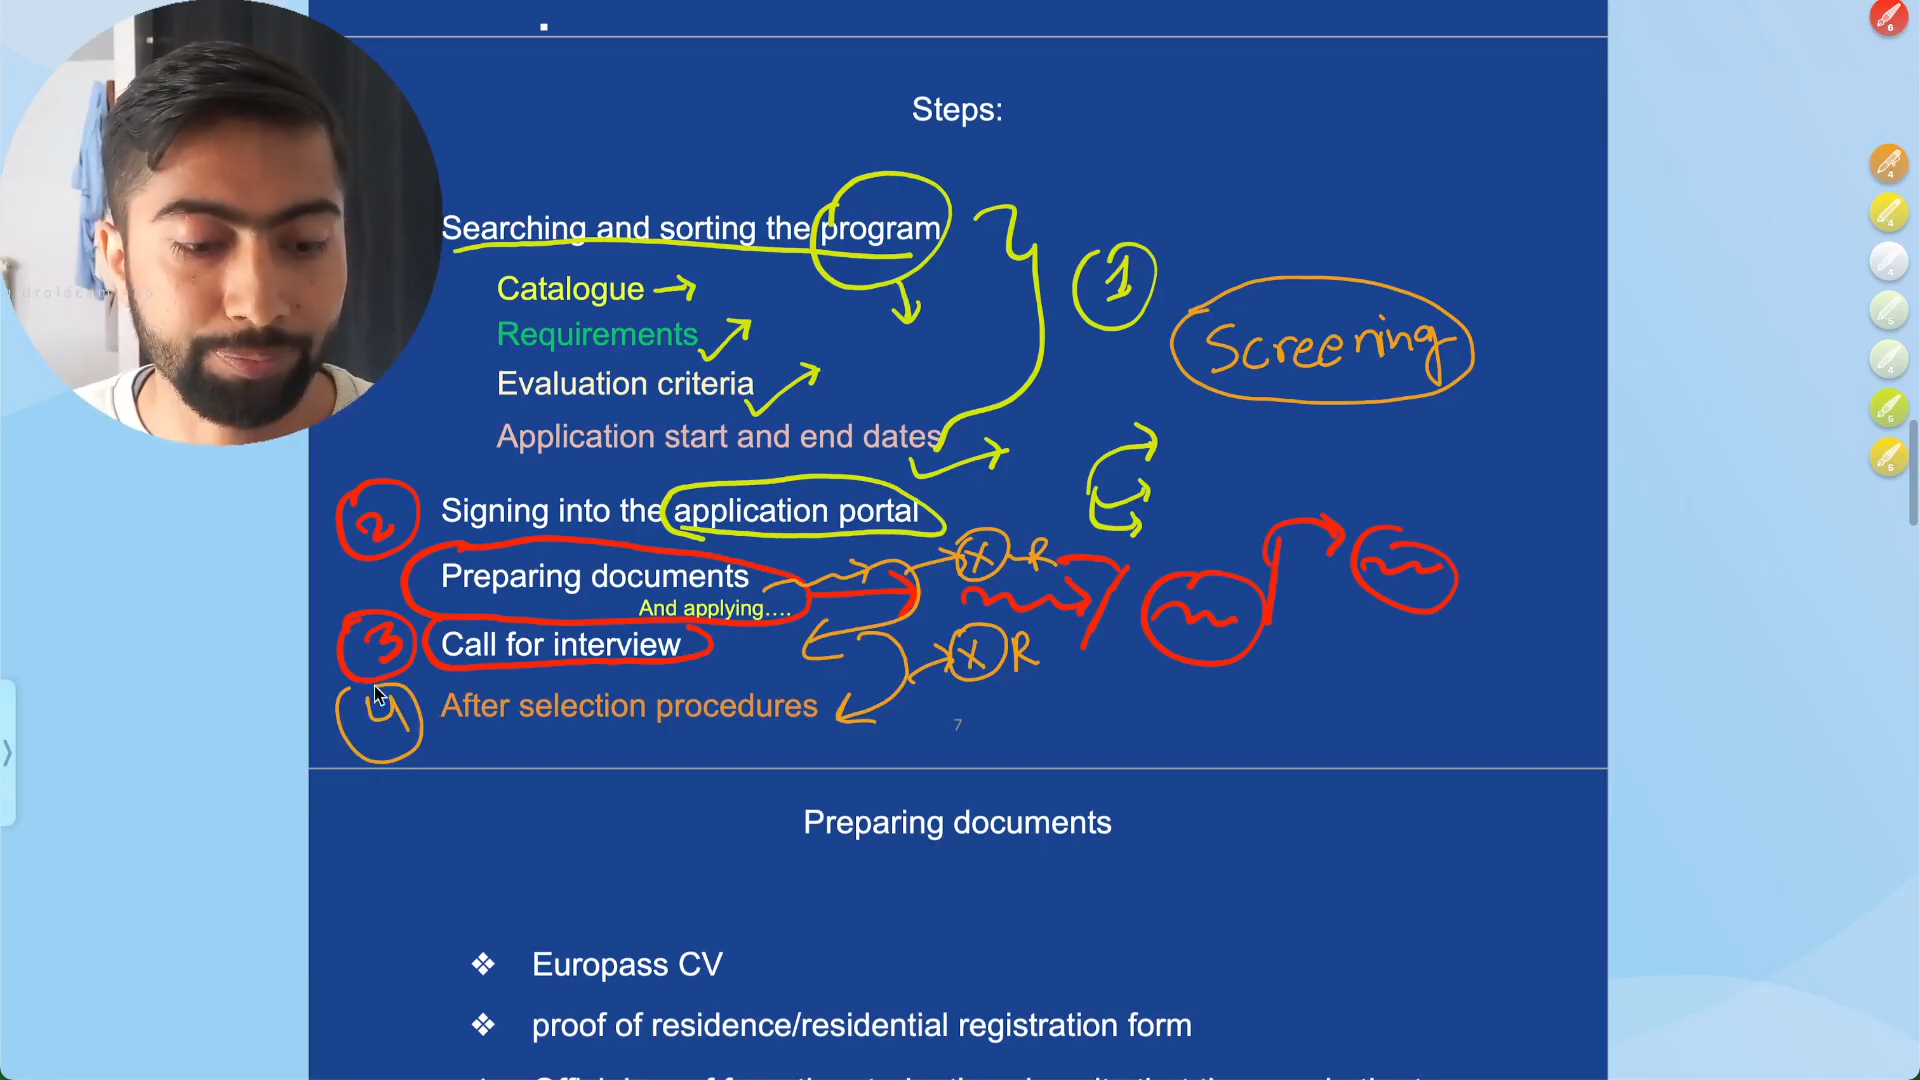 Steps:
Searching and sorting the program
1
Catalogue
Requirements
Screening
Evaluation criteria
Application start and end dates
2
Signing into the application portal
X R
Preparing documents
And applying....
3
Call for interview
X R
4
After selection procedures
7
Preparing documents
❖ Europass CV
❖ proof of residence/residential registration form